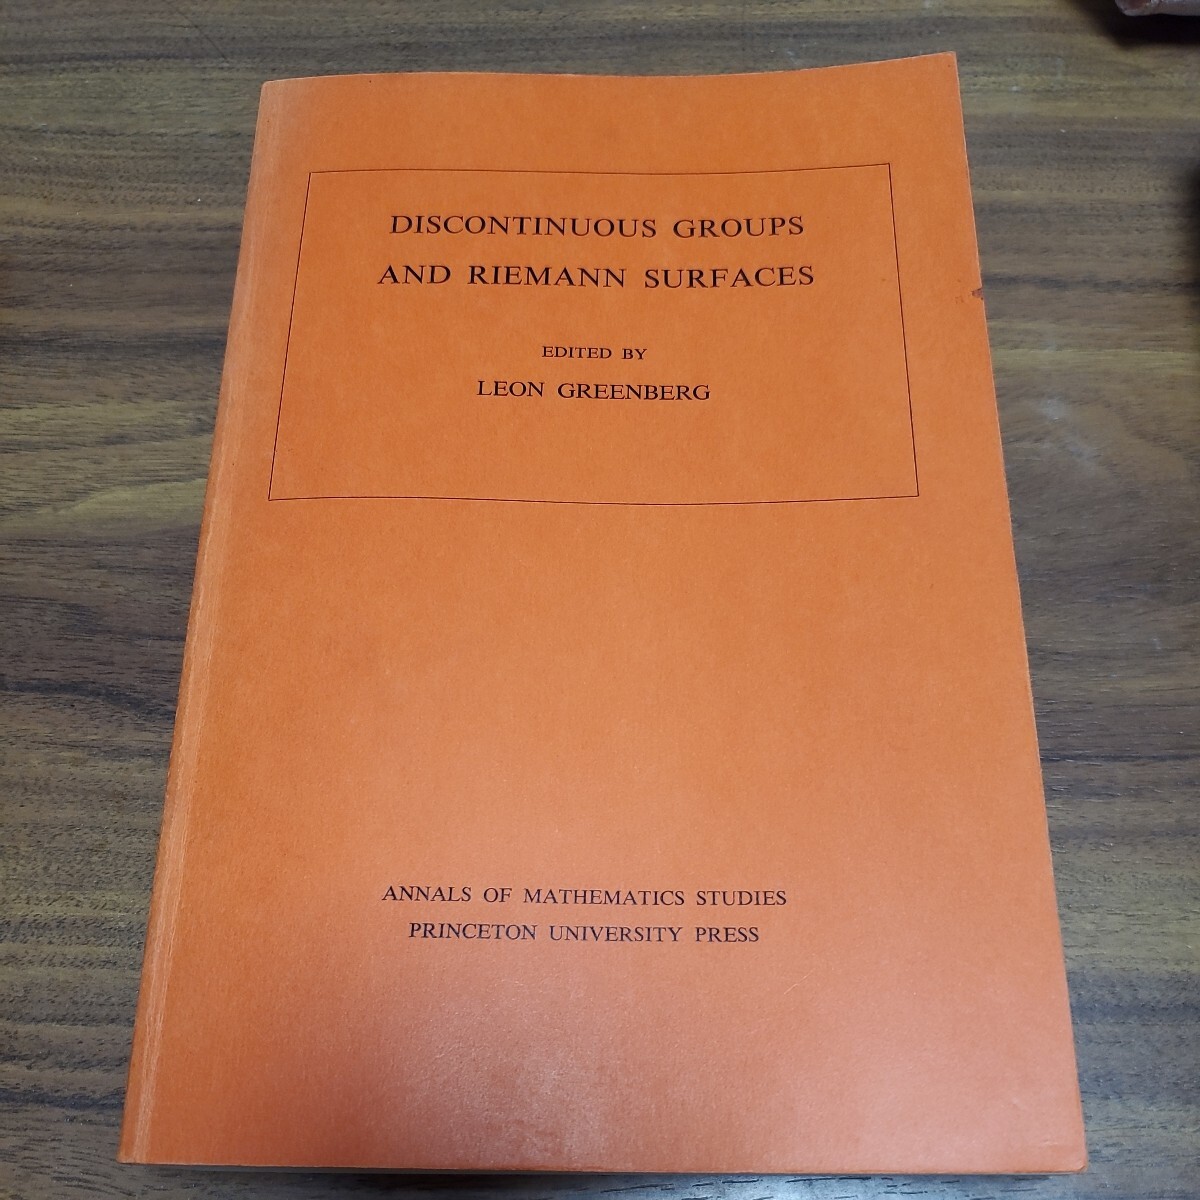 DISCONTINUOUS GROUPS
AND RIEMANN SURFACES
EDITED BY
LEON GREENBERG
ANNALS OF MATHEMATICS STUDIES
PRINCETON UNIVERSITY PRESS